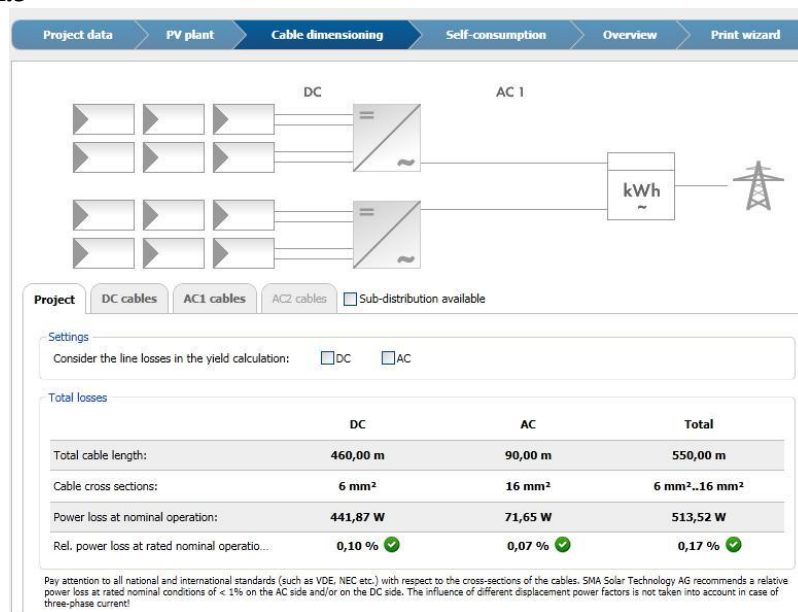 Project data PV plant Cable dimensioning Self-consumption Overview Print wizard
DC AC 1
kWh
~
Project DC cables AC1 cables AC2 cables Sub-distribution available
Settings
Consider the line losses in the yield calculation: DC AC
Total losses
DC AC Total
Total cable length: 460,00 m 90,00 m 550,00 m
Cable cross sections: 6 mm² 16 mm² 6 mm²..16 mm²
Power loss at nominal operation: 441,87 W 71,65 W 513,52 W
Rel. power loss at rated nominal operatio... 0,10 % 0,07 % 0,17 %
Pay attention to all national and international standards (such as VDE, NEC etc.) with respect to the cross-sections of the cables. SMA Solar Technology AG recommends a relative
power loss at rated nominal conditions of < 1% on the AC side and/or on the DC side. The influence of different displacement power factors is not taken into account in case of
three-phase current!